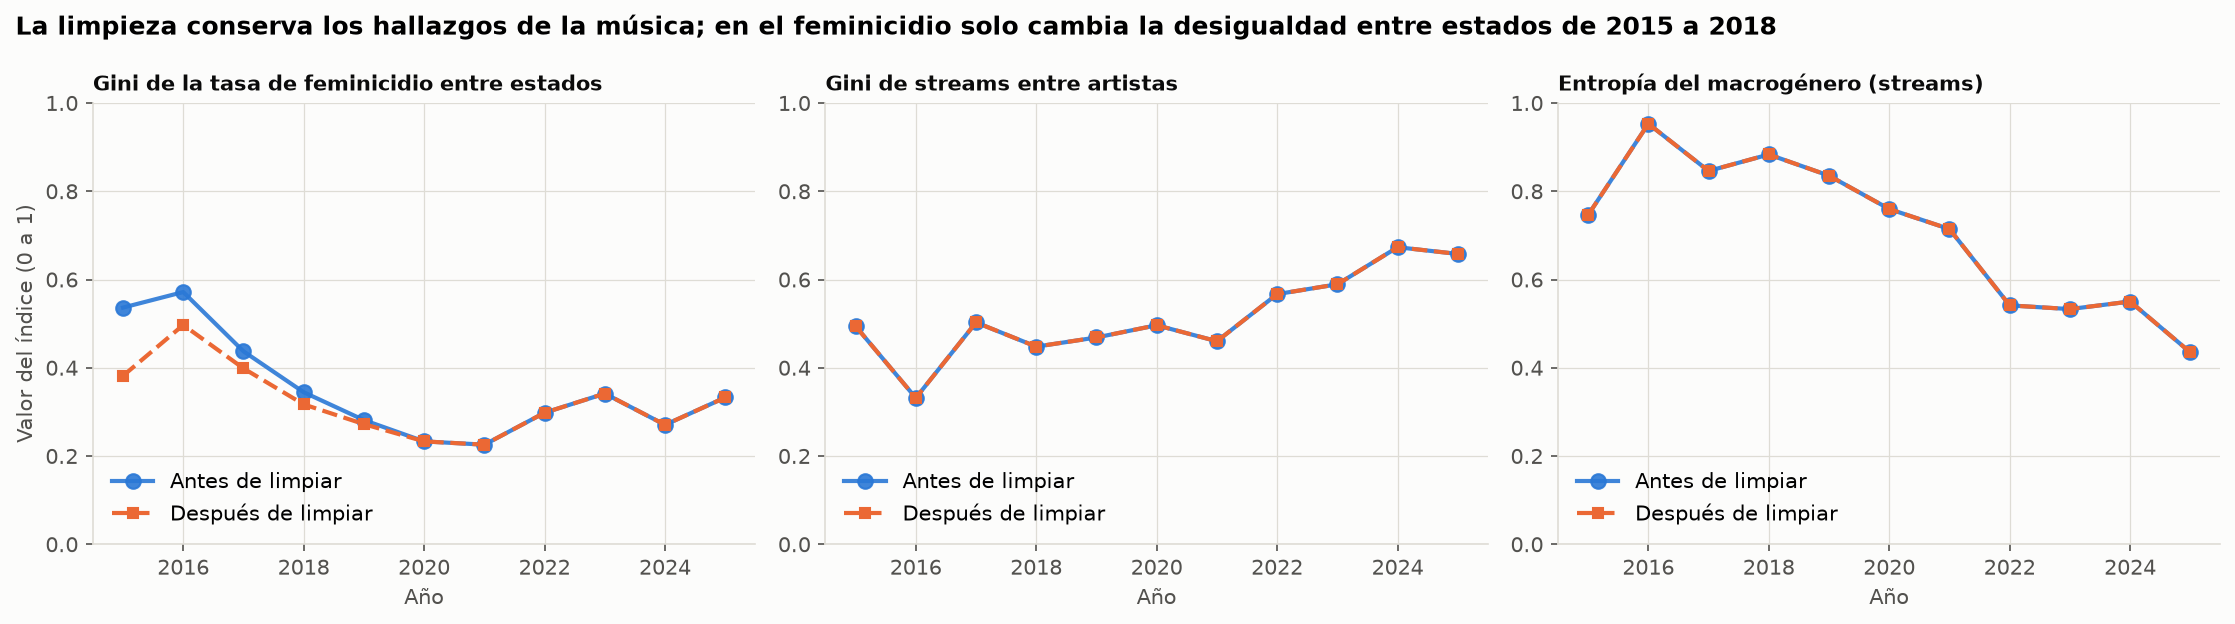 La limpieza conserva los hallazgos de la música; en el feminicidio solo cambia la desigualdad entre estados de 2015 a 2018
Gini de la tasa de feminicidio entre estados
Valor del índice (0 a 1)
1.0
0.8
0.6
0.4
0.2
0.0
Antes de limpiar
Después de limpiar
2016 2018 2020 2022 2024
Año
Gini de streams entre artistas
1.0
0.8
0.6
0.4
0.2
0.0
Antes de limpiar
Después de limpiar
2016 2018 2020 2022 2024
Año
Entropía del macrogénero (streams)
1.0
0.8
0.6
0.4
0.2
0.0
Antes de limpiar
Después de limpiar
2016 2018 2020 2022 2024
Año